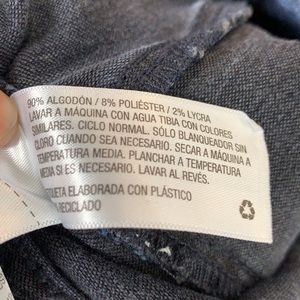 90% ALGODÓN / 8% POLIÉSTER / 2% LYCRA
LAVAR A MÁQUINA CON AGUA TIBIA CON COLORES
SIMILARES. CICLO NORMAL. SÓLO BLANQUEADOR SIN
CLORO CUANDO SEA NECESARIO. SECAR A MÁQUINA A
TEMPERATURA MEDIA. PLANCHAR A TEMPERATURA
MEDIA SI ES NECESARIO. LAVAR AL REVÉS.
ETIQUETA ELABORADA CON PLÁSTICO
RECICLADO